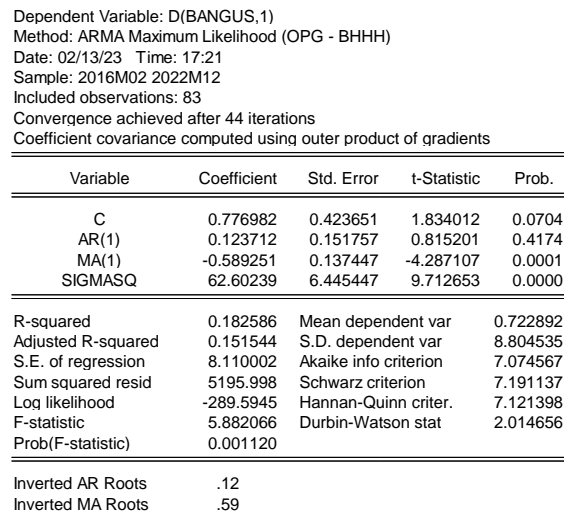 Dependent Variable: D(BANGUS,1)
Method: ARMA Maximum Likelihood (OPG - BHHH)
Date: 02/13/23 Time: 17:21
Sample: 2016M02 2022M12
Included observations: 83
Convergence achieved after 44 iterations
Coefficient covariance computed using outer product of gradients
Variable Coefficient Std. Error t-Statistic Prob.
C 0.776982 0.423651 1.834012 0.0704
AR(1) 0.123712 0.151757 0.815201 0.4174
MA(1) -0.589251 0.137447 -4.287107 0.0001
SIGMASQ 62.60239 6.445447 9.712653 0.0000
R-squared 0.182586 Mean dependent var 0.722892
Adjusted R-squared 0.151544 S.D. dependent var 8.804535
S.E. of regression 8.110002 Akaike info criterion 7.074567
Sum squared resid 5195.998 Schwarz criterion 7.191137
Log likelihood -289.5945 Hannan-Quinn criter. 7.121398
F-statistic 5.882066 Durbin-Watson stat 2.014656
Prob(F-statistic) 0.001120
Inverted AR Roots .12
Inverted MA Roots .59